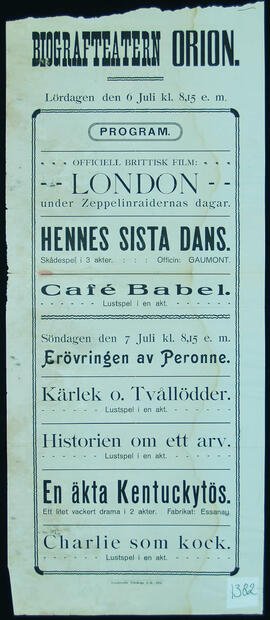 BIOGRAFTEATERN ORION.
Lördagen den 6 Juli kl. 8,15 e. m.
PROGRAM.
OFFICIELL BRITTISK FILM:
LONDON
under Zeppelinraidernas dagar.
HENNES SISTA DANS.
Skådespel i 3 akter. : : : Officin: GAUMONT.
Café Babel.
Lustspel i en akt.
Söndagen den 7 Juli kl. 8,15 e. m.
Erövringen av Peronne.
Kärlek o. Tvållödder.
Lustspel i en akt.
Historien om ett arv.
Lustspel i en akt.
En äkta Kentuckytös.
Ett litet vackert drama i 2 akter. Fabrikat: Essanay.
Charlie som kock.
Lustspel i en akt.
1382